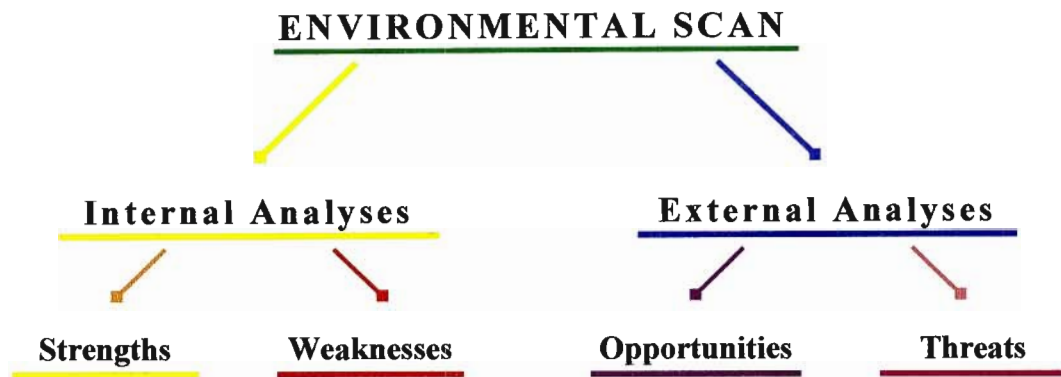 ENVIRONMENTAL SCAN
Internal Analyses External Analyses
Strengths Weaknesses Opportunities Threats